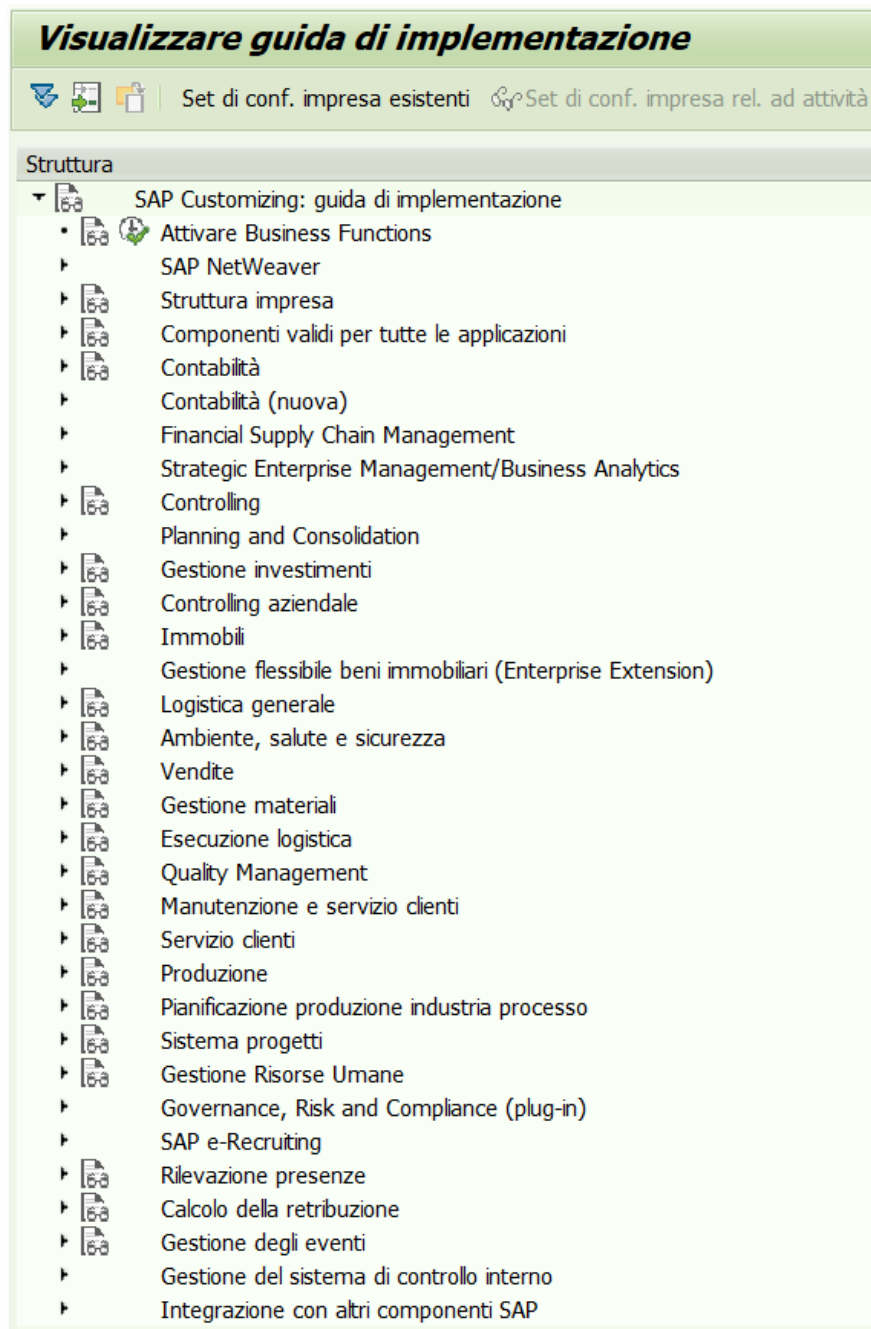 Visualizzare guida di implementazione
Set di conf. impresa esistenti Set di conf. impresa rel. ad attività
Struttura
SAP Customizing: guida di implementazione
Attivare Business Functions
SAP NetWeaver
Struttura impresa
Componenti validi per tutte le applicazioni
Contabilità
Contabilità (nuova)
Financial Supply Chain Management
Strategic Enterprise Management/Business Analytics
Controlling
Planning and Consolidation
Gestione investimenti
Controlling aziendale
Immobili
Gestione flessibile beni immobiliari (Enterprise Extension)
Logistica generale
Ambiente, salute e sicurezza
Vendite
Gestione materiali
Esecuzione logistica
Quality Management
Manutenzione e servizio clienti
Servizio clienti
Produzione
Pianificazione produzione industria processo
Sistema progetti
Gestione Risorse Umane
Governance, Risk and Compliance (plug-in)
SAP e-Recruiting
Rilevazione presenze
Calcolo della retribuzione
Gestione degli eventi
Gestione del sistema di controllo interno
Integrazione con altri componenti SAP